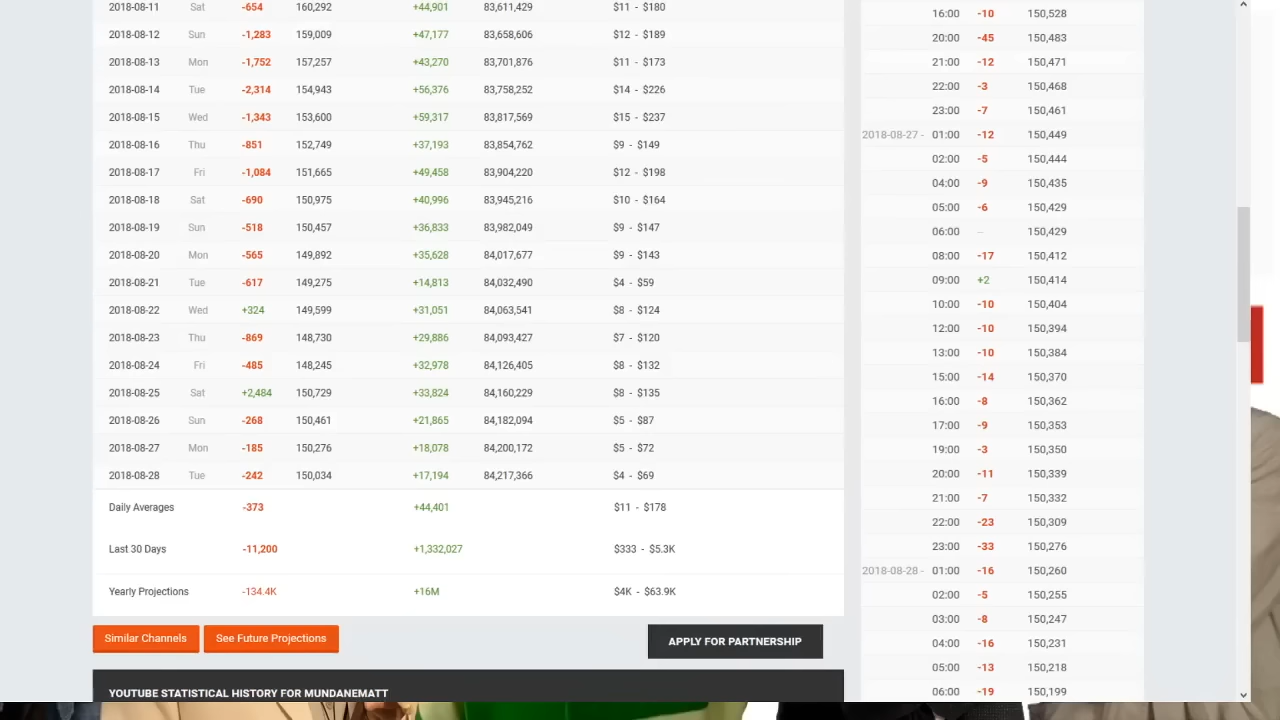 2018-08-11 Sat -654 160,292 +44,901 83,611,429 $11 - $180
2018-08-12 Sun -1,283 159,009 +47,177 83,658,606 $12 - $189
2018-08-13 Mon -1,752 157,257 +43,270 83,701,876 $11 - $173
2018-08-14 Tue -2,314 154,943 +56,376 83,758,252 $14 - $226
2018-08-15 Wed -1,343 153,600 +59,317 83,817,569 $15 - $237
2018-08-16 Thu -851 152,749 +37,193 83,854,762 $9 - $149
2018-08-17 Fri -1,084 151,665 +49,458 83,904,220 $12 - $198
2018-08-18 Sat -690 150,975 +40,996 83,945,216 $10 - $164
2018-08-19 Sun -518 150,457 +36,833 83,982,049 $9 - $147
2018-08-20 Mon -565 149,892 +35,628 84,017,677 $9 - $143
2018-08-21 Tue -617 149,275 +14,813 84,032,490 $4 - $59
2018-08-22 Wed +324 149,599 +31,051 84,063,541 $8 - $124
2018-08-23 Thu -869 148,730 +29,886 84,093,427 $7 - $120
2018-08-24 Fri -485 148,245 +32,978 84,126,405 $8 - $132
2018-08-25 Sat +2,484 150,729 +33,824 84,160,229 $8 - $135
2018-08-26 Sun -268 150,461 +21,865 84,182,094 $5 - $87
2018-08-27 Mon -185 150,276 +18,078 84,200,172 $5 - $72
2018-08-28 Tue -242 150,034 +17,194 84,217,366 $4 - $69
Daily Averages -373 +44,401 $11 - $178
Last 30 Days -11,200 +1,332,027 $333 - $5.3K
Yearly Projections -134.4K +16M $4K - $63.9K
Similar Channels See Future Projections APPLY FOR PARTNERSHIP
YOUTUBE STATISTICAL HISTORY FOR MUNDANEMATT
16:00 -10 150,528
20:00 -45 150,483
21:00 -12 150,471
22:00 -3 150,468
23:00 -7 150,461
2018-08-27 - 01:00 -12 150,449
02:00 -5 150,444
04:00 -9 150,435
05:00 -6 150,429
06:00 -- 150,429
08:00 -17 150,412
09:00 +2 150,414
10:00 -10 150,404
12:00 -10 150,394
13:00 -10 150,384
15:00 -14 150,370
16:00 -8 150,362
17:00 -9 150,353
19:00 -3 150,350
20:00 -11 150,339
21:00 -7 150,332
22:00 -23 150,309
23:00 -33 150,276
2018-08-28 - 01:00 -16 150,260
02:00 -5 150,255
03:00 -8 150,247
04:00 -16 150,231
05:00 -13 150,218
06:00 -19 150,199